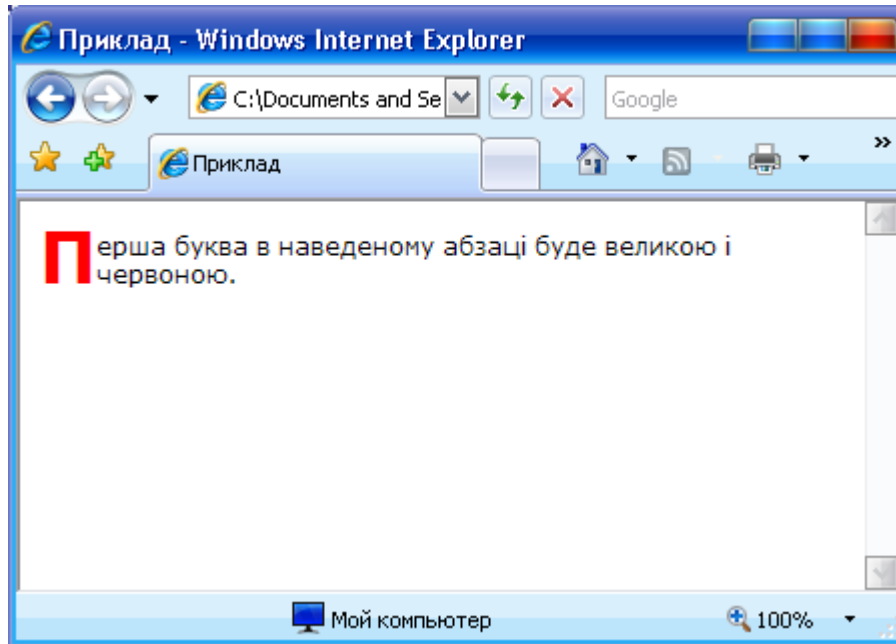 Приклад - Windows Internet Explorer
C:\Documents and Se
Google
Приклад
»
Перша буква в наведеному абзаці буде великою і
червоною.
Мой компьютер
100%